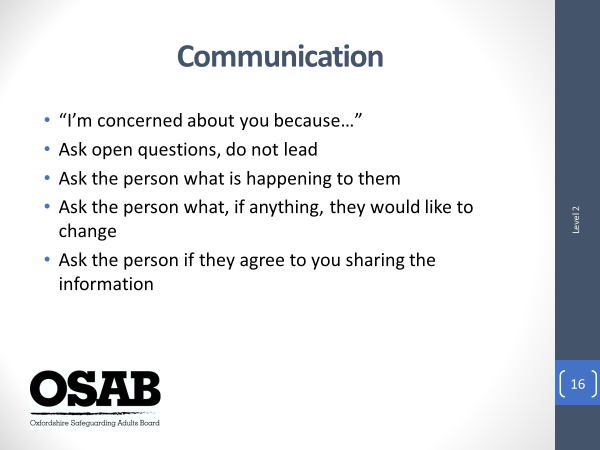 Communication
• “I’m concerned about you because…”
• Ask open questions, do not lead
• Ask the person what is happening to them
• Ask the person what, if anything, they would like to
change
• Ask the person if they agree to you sharing the
information
Level 2
16
OSAB
Oxfordshire Safeguarding Adults Board